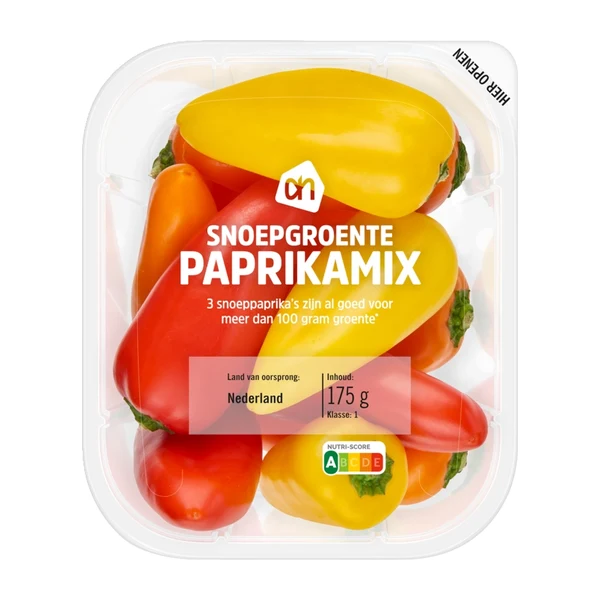 HIER OPENEN
ah
SNOEPGROENTE
PAPRIKAMIX
3 snoeppaprika's zijn al goed voor
meer dan 100 gram groente*
Land van oorsprong:
Nederland
Inhoud:
175 g
Klasse: 1
NUTRI-SCORE
A B C D E